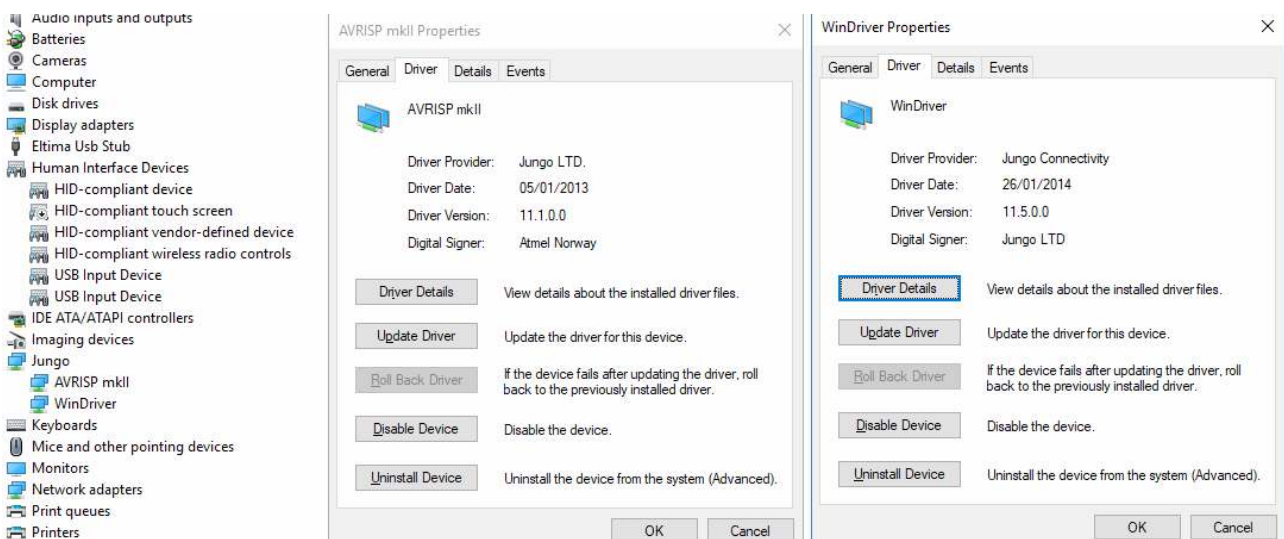 Audio inputs and outputs
Batteries
Cameras
Computer
Disk drives
Display adapters
Eltima Usb Stub
Human Interface Devices
HID-compliant device
HID-compliant touch screen
HID-compliant vendor-defined device
HID-compliant wireless radio controls
USB Input Device
USB Input Device
IDE ATA/ATAPI controllers
Imaging devices
Jungo
AVRISP mkII
WinDriver
Keyboards
Mice and other pointing devices
Monitors
Network adapters
Print queues
Printers
AVRISP mkII Properties
General Driver Details Events
AVRISP mkII
Driver Provider: Jungo LTD.
Driver Date: 05/01/2013
Driver Version: 11.1.0.0
Digital Signer: Atmel Norway
Driver Details View details about the installed driver files.
Update Driver Update the driver for this device.
Roll Back Driver If the device fails after updating the driver, roll
back to the previously installed driver.
Disable Device Disable the device.
Uninstall Device Uninstall the device from the system (Advanced).
OK Cancel
WinDriver Properties
General Driver Details Events
WinDriver
Driver Provider: Jungo Connectivity
Driver Date: 26/01/2014
Driver Version: 11.5.0.0
Digital Signer: Jungo LTD
Driver Details View details about the installed driver files.
Update Driver Update the driver for this device.
Roll Back Driver If the device fails after updating the driver, roll
back to the previously installed driver.
Disable Device Disable the device.
Uninstall Device Uninstall the device from the system (Advanced).
OK Cancel